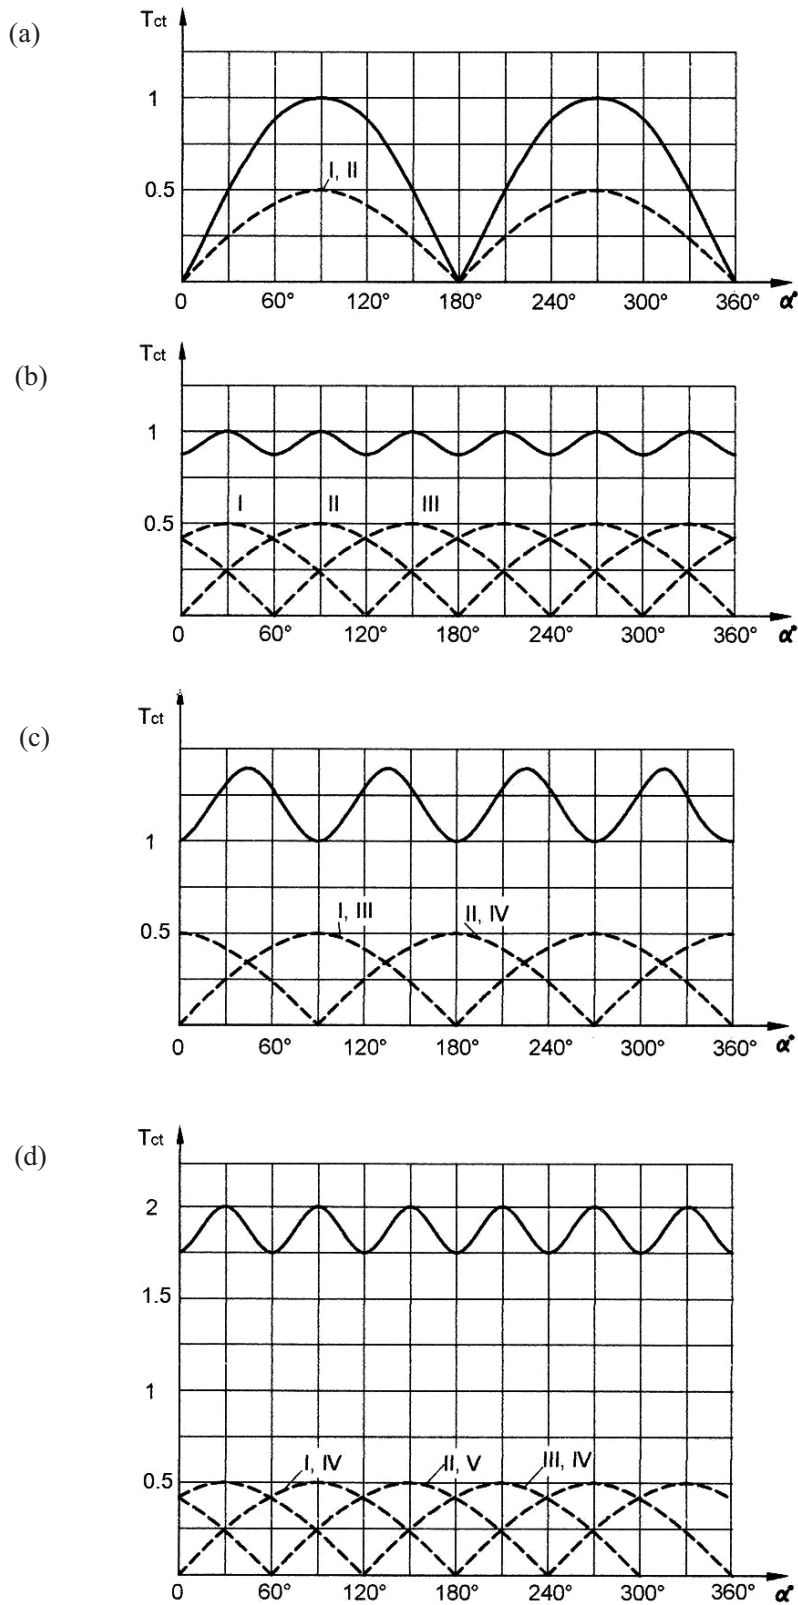 (a)
Tct
1
I, II
0.5
0 60° 120° 180° 240° 300° 360° α°
(b)
Tct
1
I II III
0.5
0 60° 120° 180° 240° 300° 360° α°
(c)
Tct
1
I, III II, IV
0.5
0 60° 120° 180° 240° 300° 360° α°
(d)
Tct
2
1.5
1
I, IV II, V III, IV
0.5
0 60° 120° 180° 240° 300° 360° α°